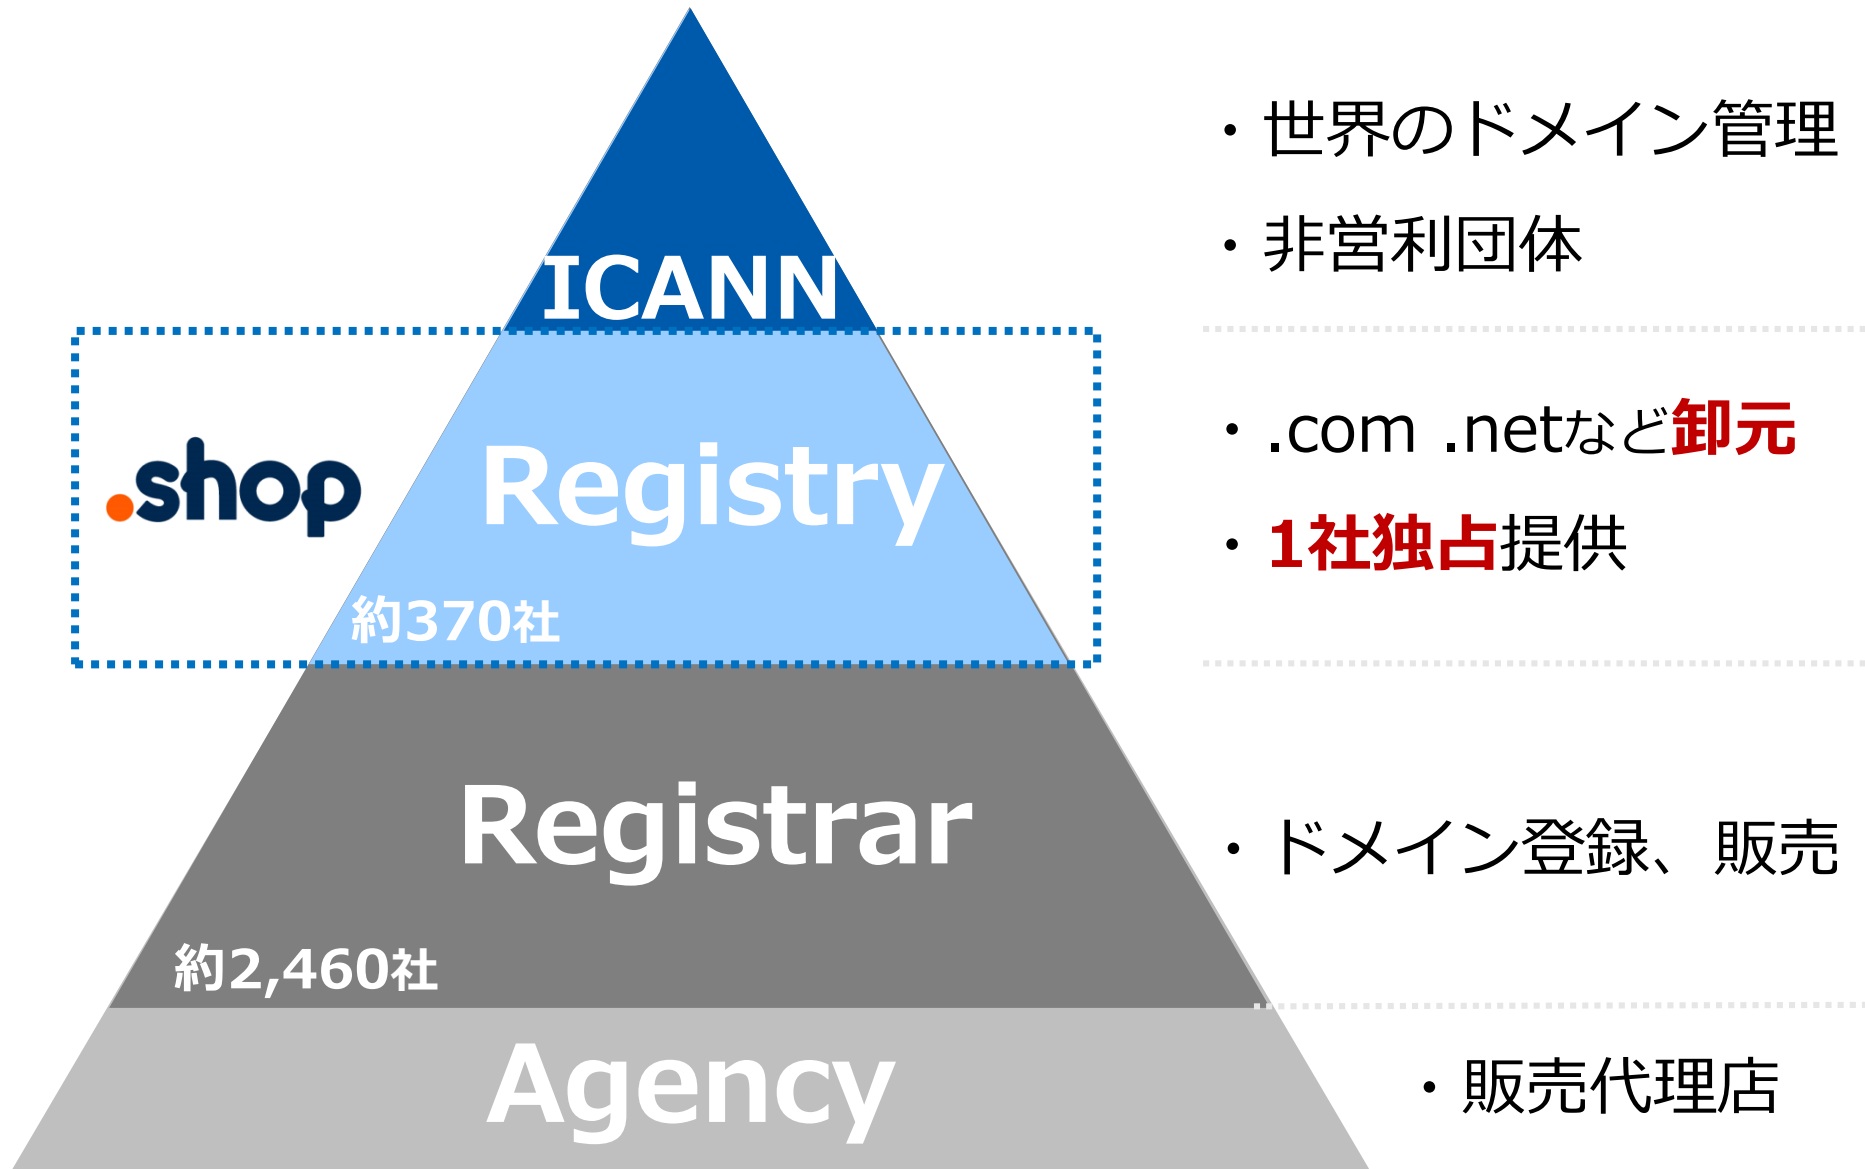 ICANN
・世界のドメイン管理
・非営利団体
.shop
Registry
約370社
・.com .netなど卸元
・1社独占提供
Registrar
約2,460社
・ドメイン登録、販売
Agency
・販売代理店